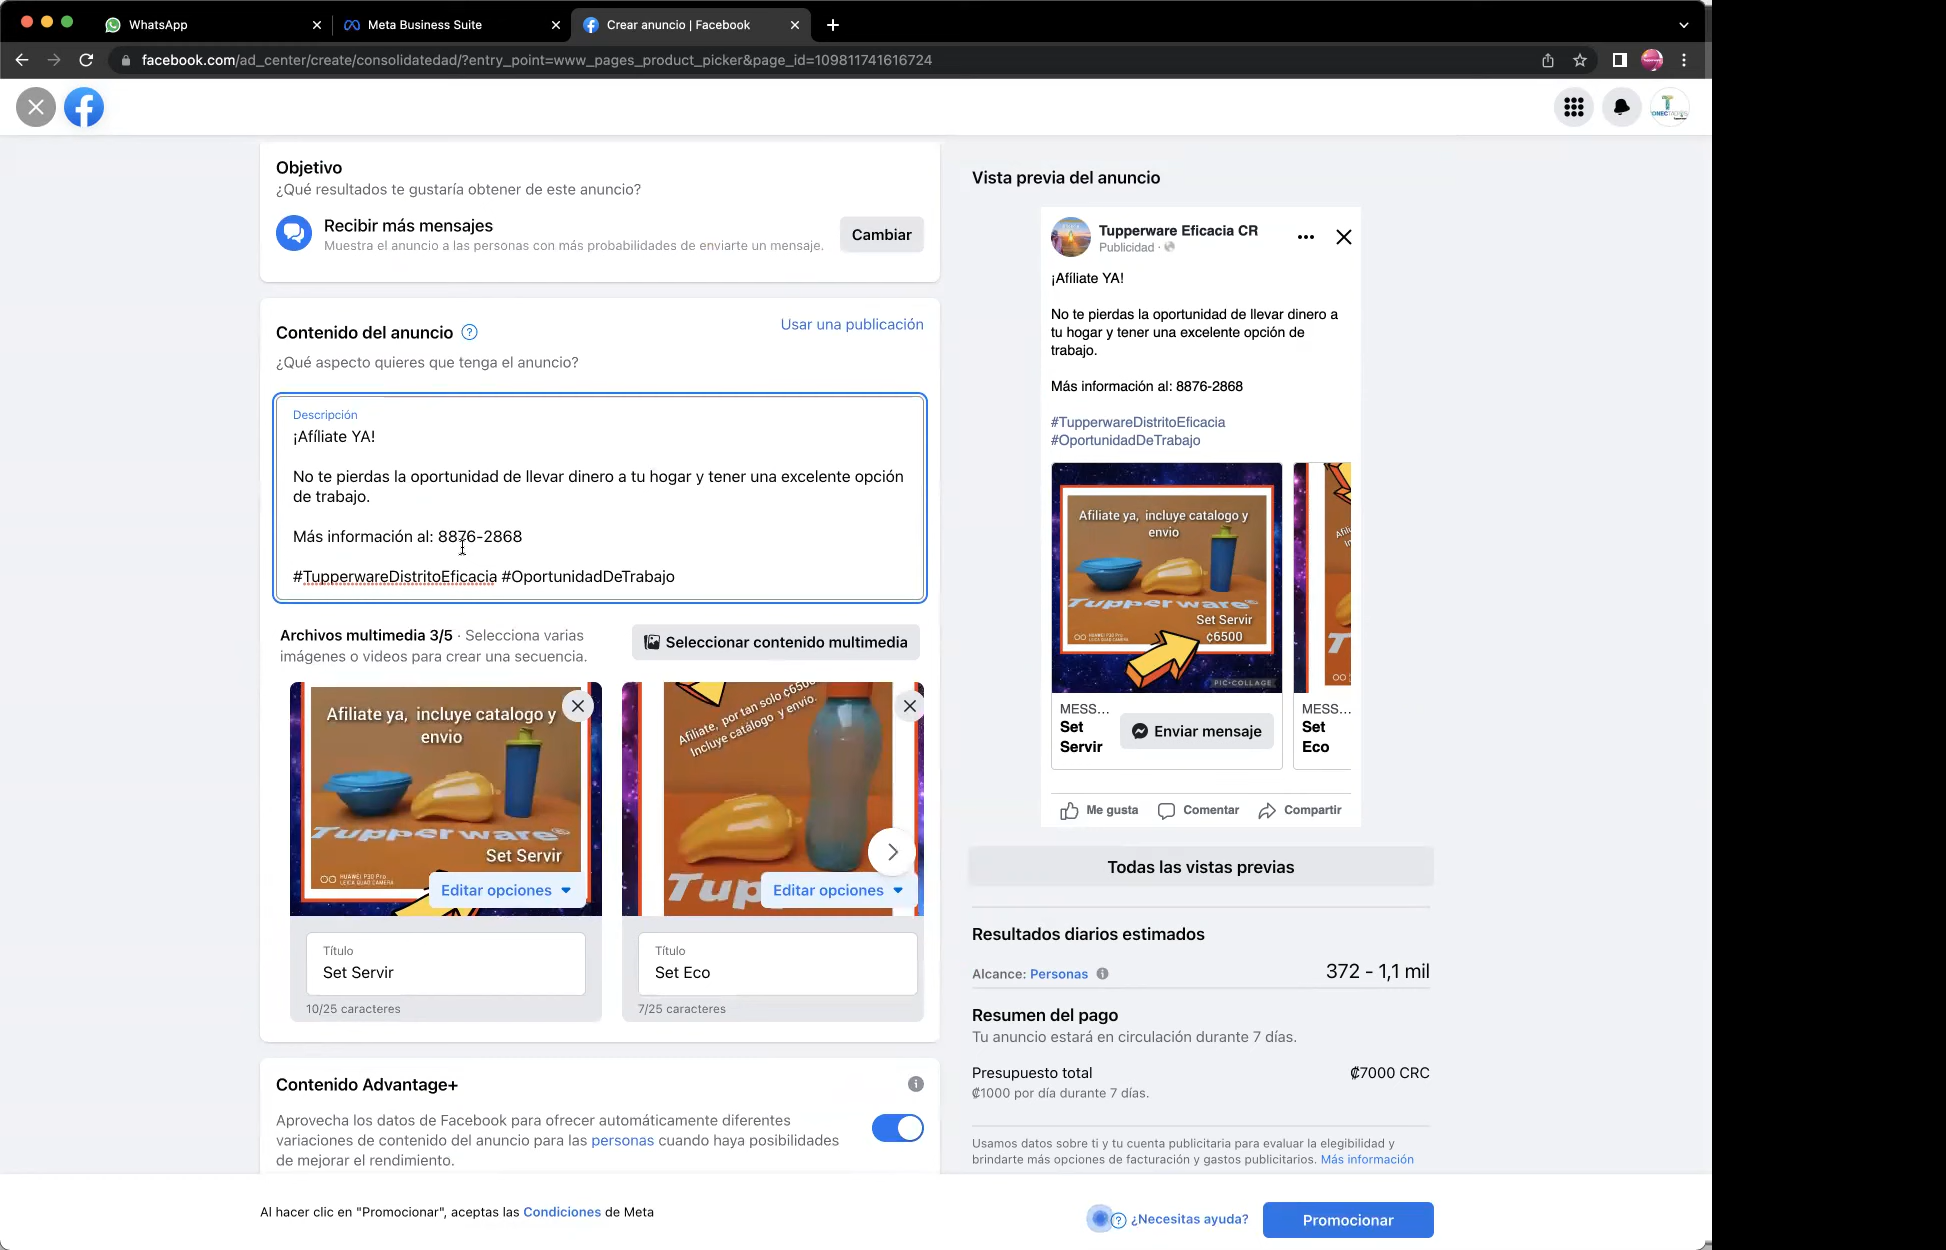 WhatsApp
Meta Business Suite
Crear anuncio | Facebook
facebook.com/ad_center/create/consolidatedad/?entry_point=www_pages_product_picker&page_id=109811741616724
Objetivo
¿Qué resultados te gustaría obtener de este anuncio?
Recibir más mensajes
Muestra el anuncio a las personas con más probabilidades de enviarte un mensaje.
Cambiar
Contenido del anuncio
Usar una publicación
¿Qué aspecto quieres que tenga el anuncio?
Descripción
¡Afíliate YA!
No te pierdas la oportunidad de llevar dinero a tu hogar y tener una excelente opción
de trabajo.
Más información al: 8876-2868
#TupperwareDistritoEficacia #OportunidadDeTrabajo
Archivos multimedia 3/5 · Selecciona varias
imágenes o videos para crear una secuencia.
Seleccionar contenido multimedia
Afiliate ya, incluye catalogo y
envio
Tupperware®
Set Servir
HUAWEI P30 Pro
LEICA QUAD CAMERA
Editar opciones
Título
Set Servir
10/25 caracteres
Afiliate, por tan solo ¢6500
Incluye catálogo y envio.
Tup
Editar opciones
Título
Set Eco
7/25 caracteres
Contenido Advantage+
Aprovecha los datos de Facebook para ofrecer automáticamente diferentes
variaciones de contenido del anuncio para las personas cuando haya posibilidades
de mejorar el rendimiento.
Vista previa del anuncio
Tupperware Eficacia CR
Publicidad ·
¡Afíliate YA!
No te pierdas la oportunidad de llevar dinero a
tu hogar y tener una excelente opción de
trabajo.
Más información al: 8876-2868
#TupperwareDistritoEficacia
#OportunidadDeTrabajo
Afiliate ya, incluye catalogo y
envio
Tupperware®
Set Servir
¢6500
HUAWEI P30 Pro
LEICA QUAD CAMERA
PIC•COLLAGE
MESS...
Set
Servir
Enviar mensaje
MESS...
Set
Eco
Me gusta
Comentar
Compartir
Todas las vistas previas
Resultados diarios estimados
Alcance: Personas
372 - 1,1 mil
Resumen del pago
Tu anuncio estará en circulación durante 7 días.
Presupuesto total
₡7000 CRC
₡1000 por día durante 7 días.
Usamos datos sobre ti y tu cuenta publicitaria para evaluar la elegibilidad y
brindarte más opciones de facturación y gastos publicitarios. Más información
Al hacer clic en "Promocionar", aceptas las Condiciones de Meta
¿Necesitas ayuda?
Promocionar